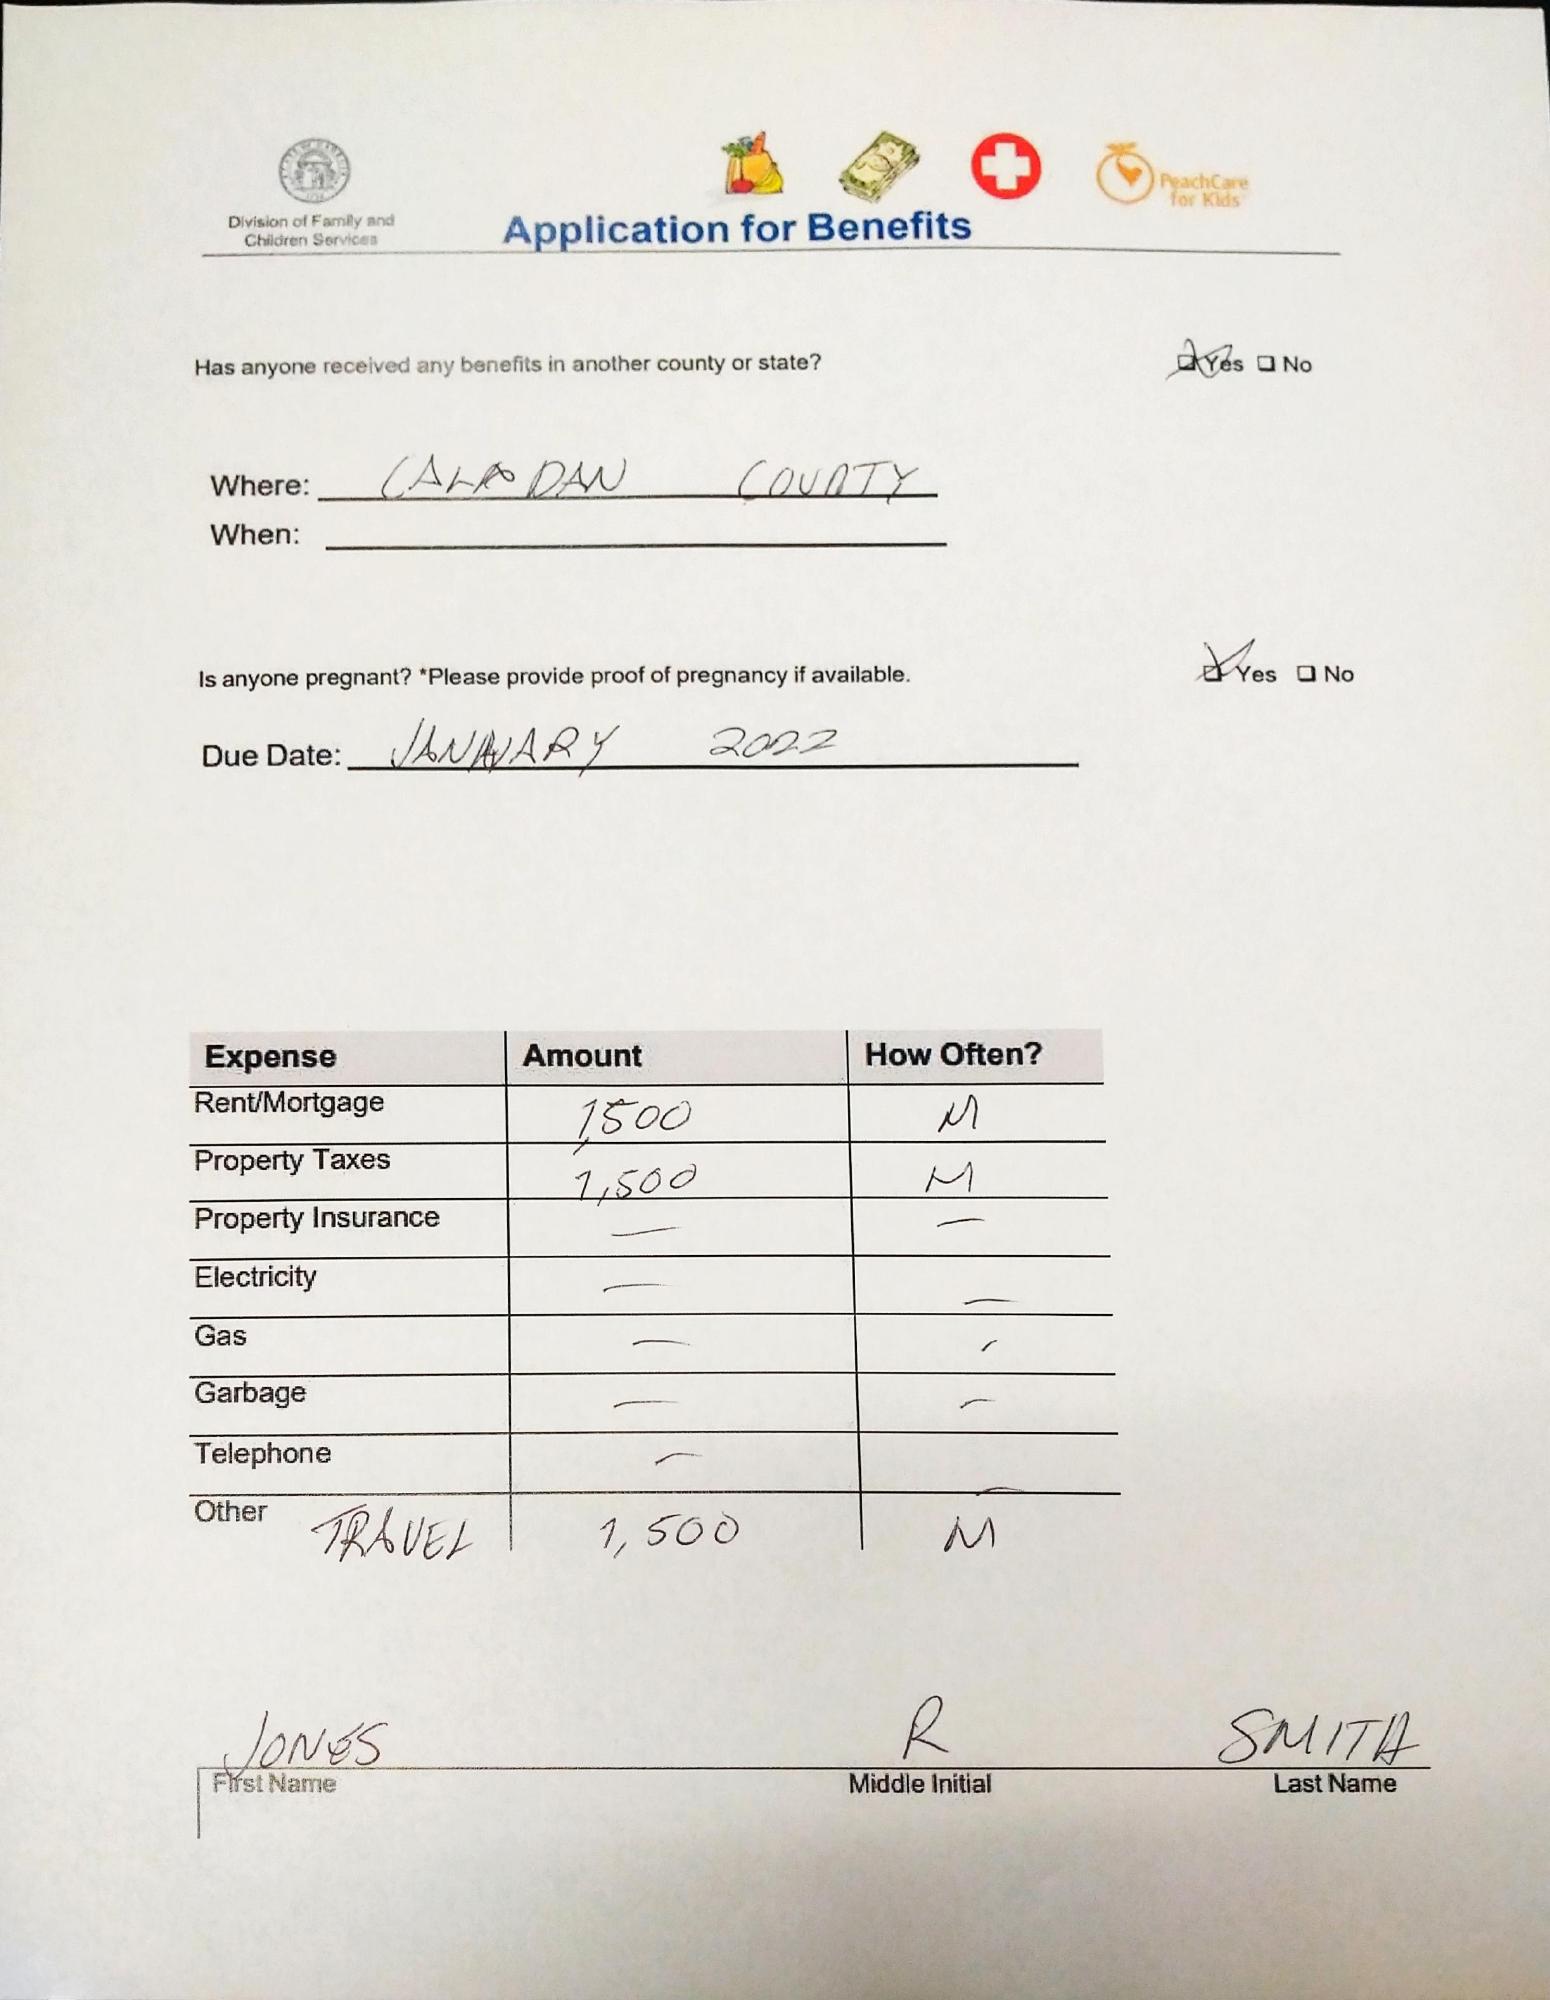 Division of Family and
Children Services
Application for Benefits
PeachCare
for Kids
Has anyone received any benefits in another county or state? ☒ Yes ☐ No
Where: CALADAN COUNTY
When:
Is anyone pregnant? *Please provide proof of pregnancy if available. ☒ Yes ☐ No
Due Date: JANUARY 2022
Expense Amount How Often?
Rent/Mortgage 1,500 M
Property Taxes 1,500 M
Property Insurance — —
Electricity — —
Gas — —
Garbage — —
Telephone — —
Other TRAVEL 1,500 M
JONES R SMITH
First Name Middle Initial Last Name